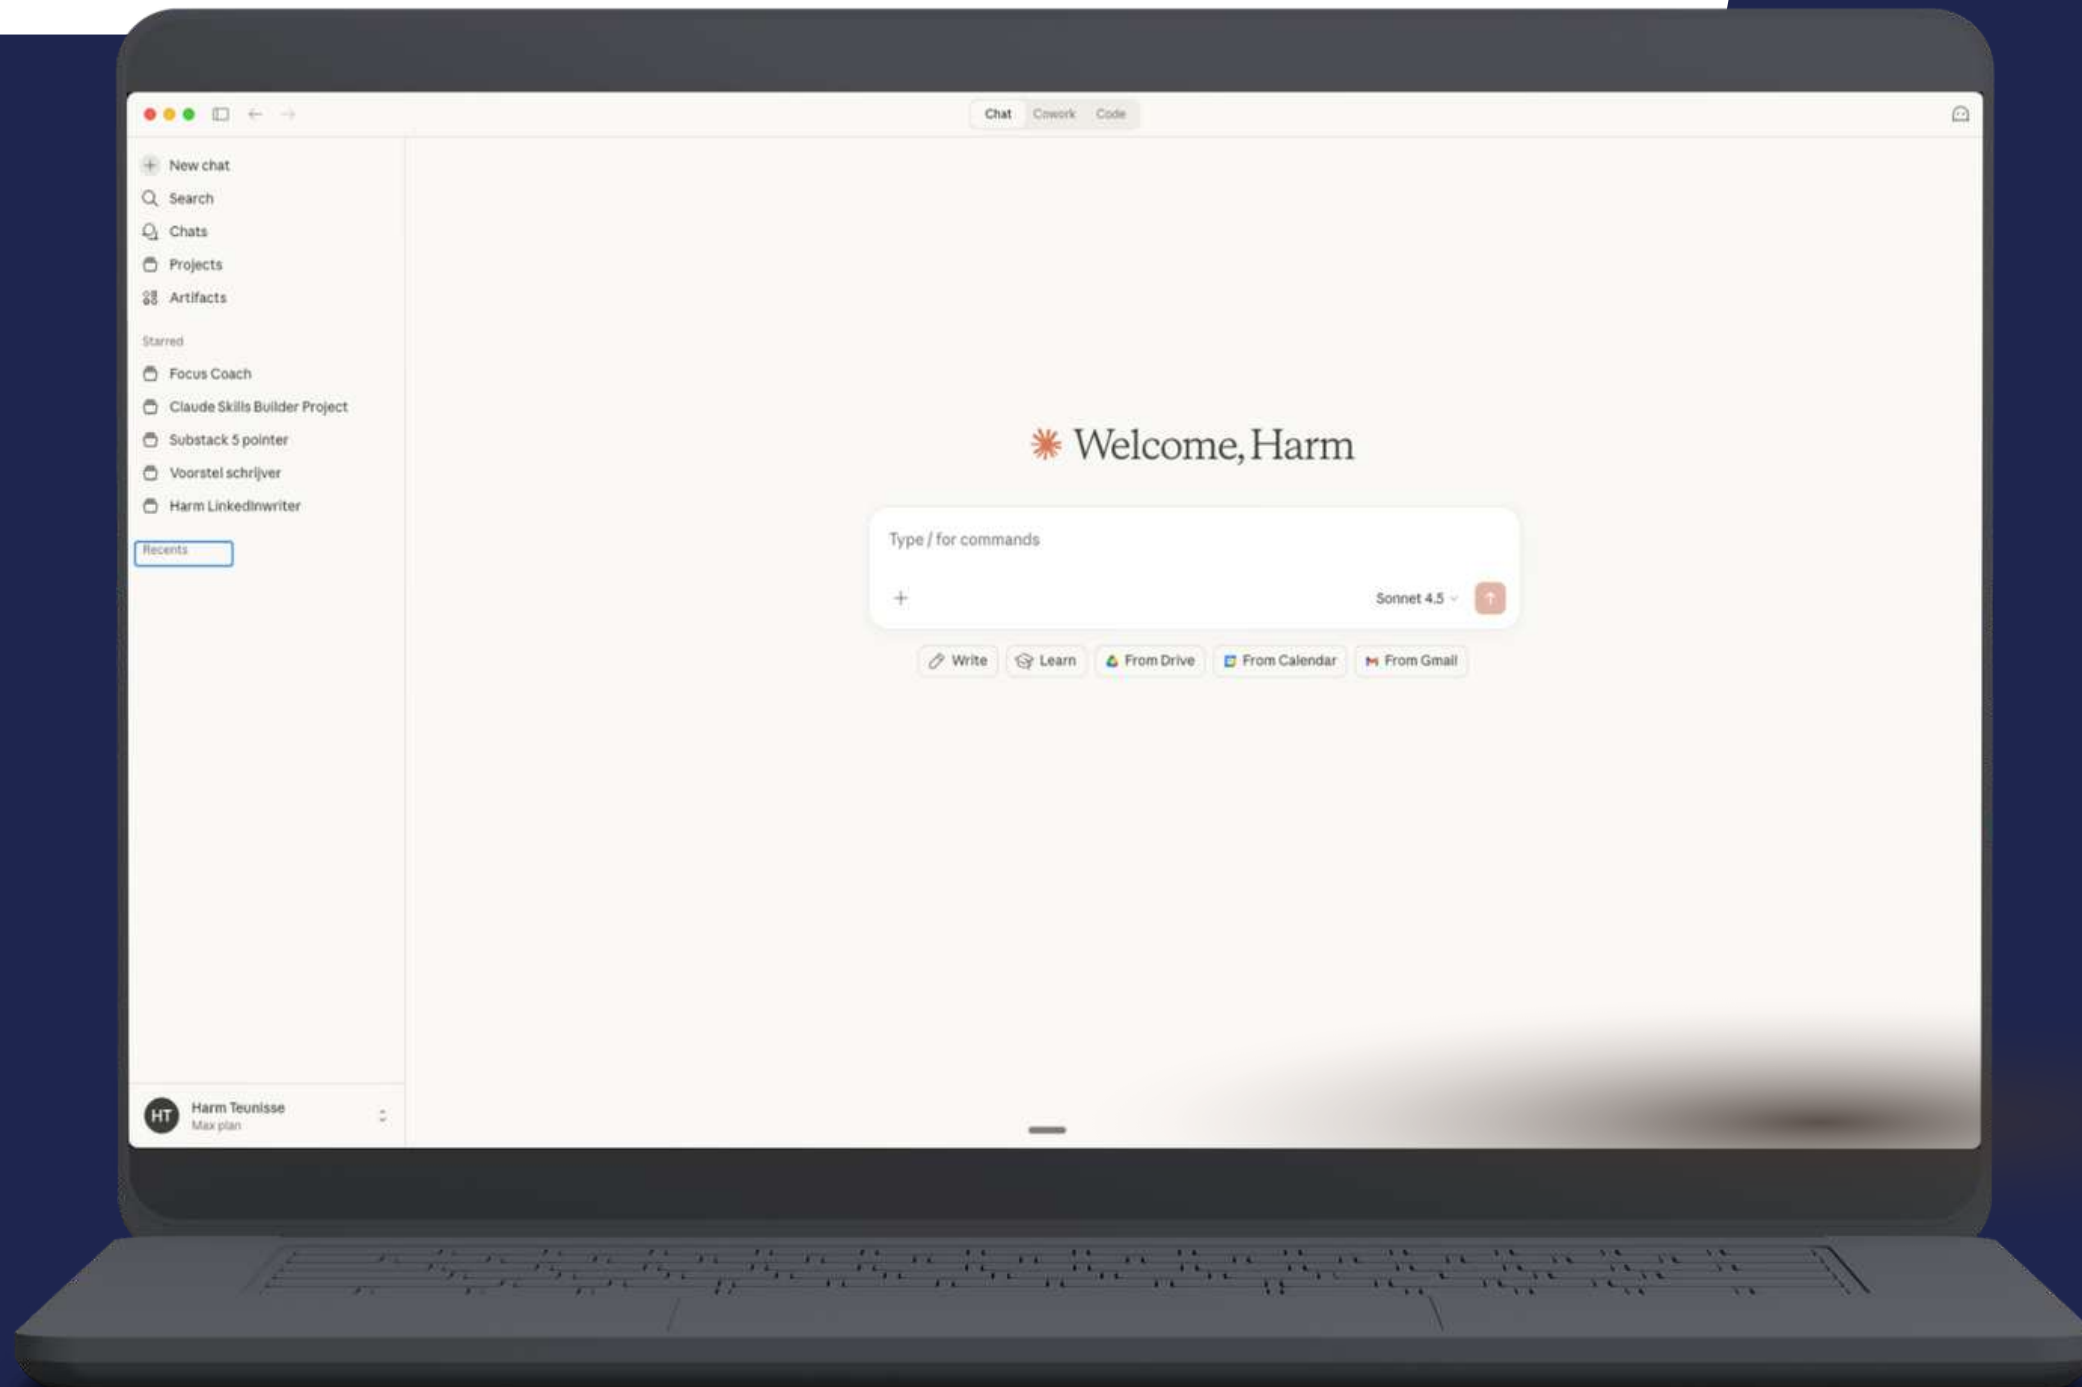 Chat Cowork Code
New chat
Search
Chats
Projects
Artifacts
Starred
Focus Coach
Claude Skills Builder Project
Substack 5 pointer
Voorstel schrijver
Harm LinkedInwriter
Recents
Welcome, Harm
Type / for commands
Sonnet 4.5
Write Learn From Drive From Calendar From Gmail
HT
Harm Teunisse
Max plan